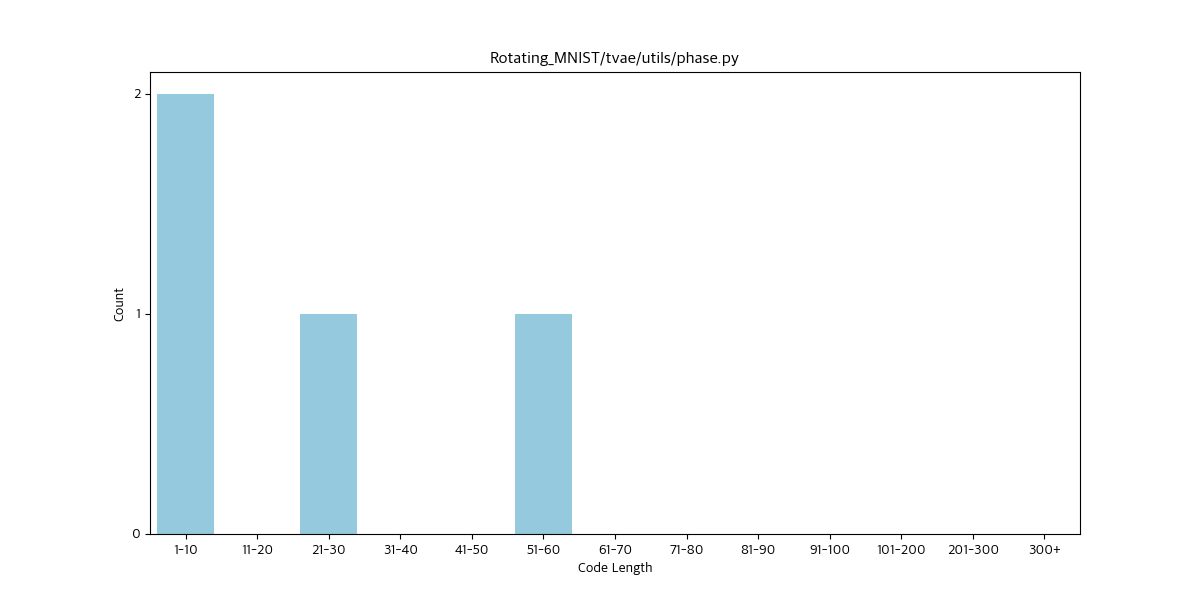 Rotating_MNIST/tvae/utils/phase.py
2
1
0
Count
1-10 11-20 21-30 31-40 41-50 51-60 61-70 71-80 81-90 91-100 101-200 201-300 300+
Code Length